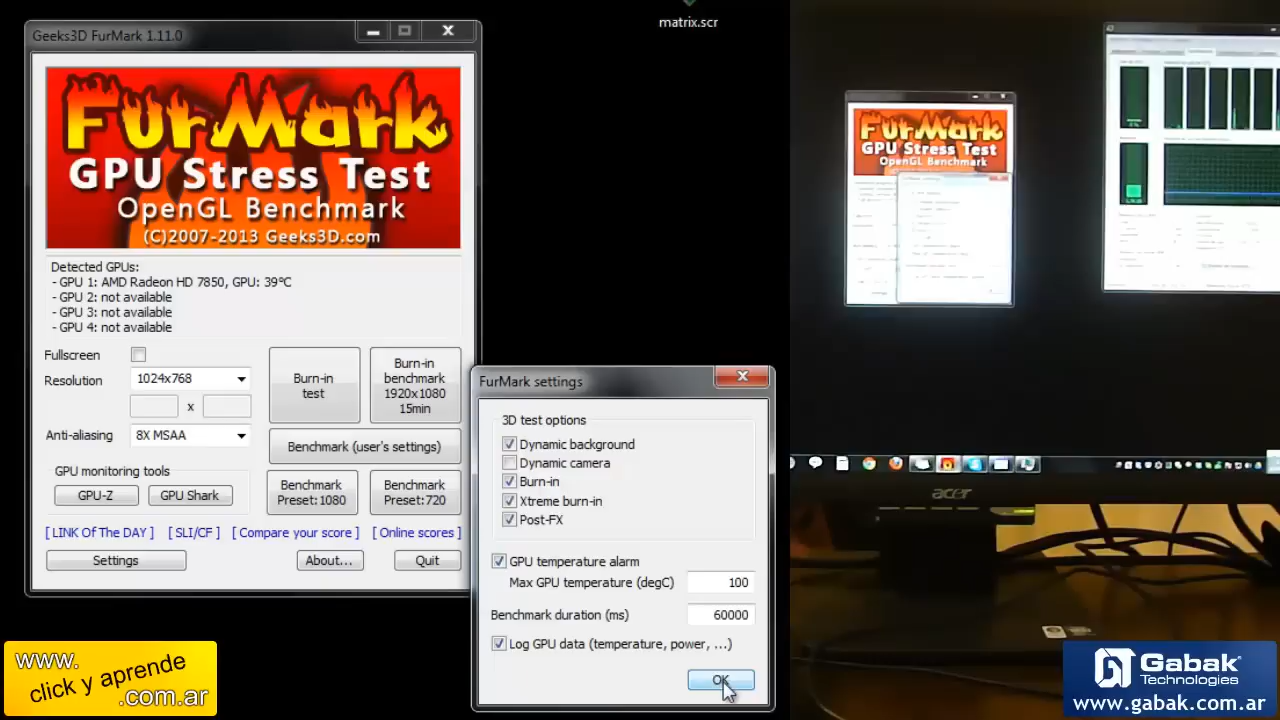 matrix.scr
Geeks3D FurMark 1.11.0
FurMark
GPU Stress Test
OpenGL Benchmark
(C)2007-2013 Geeks3D.com
Detected GPUs:
- GPU 1: AMD Radeon HD 7850, GPU: 39°C
- GPU 2: not available
- GPU 3: not available
- GPU 4: not available
Fullscreen
Resolution 1024x768
x
Anti-aliasing 8X MSAA
Burn-in
test
Burn-in
benchmark
1920x1080
15min
Benchmark (user's settings)
GPU monitoring tools
GPU-Z GPU Shark
Benchmark
Preset:1080
Benchmark
Preset:720
[ LINK Of The DAY ] [ SLI/CF ] [ Compare your score ] [ Online scores ]
Settings About... Quit
FurMark settings
3D test options
Dynamic background
Dynamic camera
Burn-in
Xtreme burn-in
Post-FX
GPU temperature alarm
Max GPU temperature (degC) 100
Benchmark duration (ms) 60000
Log GPU data (temperature, power, ...)
OK
FurMark
GPU Stress Test
OpenGL Benchmark
acer
www.
click y aprende
.com.ar
Gabak
Technologies
www.gabak.com.ar